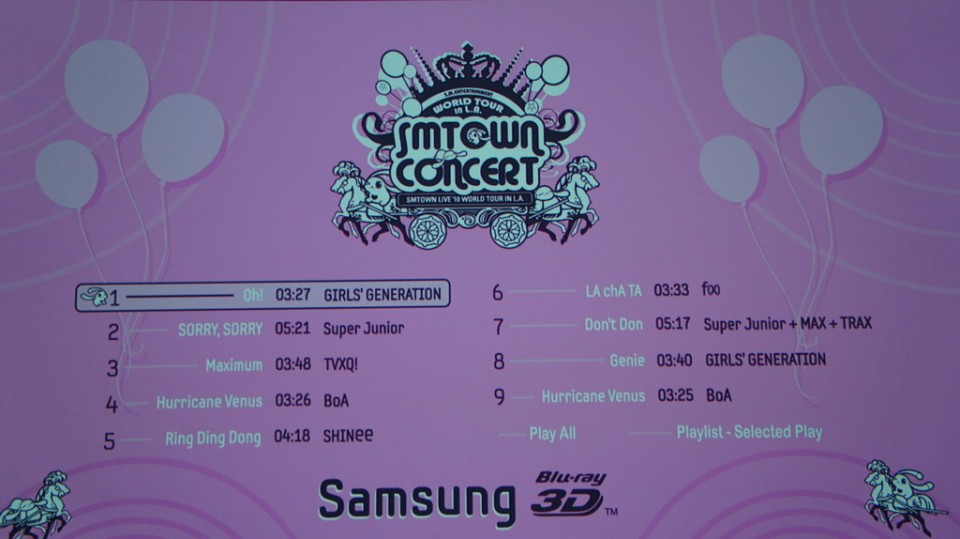 S.M.ENTERTAINMENT
WORLD TOUR
in L.A.
SMTOWN
CONCERT
SMTOWN LIVE '10 WORLD TOUR IN L.A.
1 Oh! 03:27 GIRLS' GENERATION
2 SORRY, SORRY 05:21 Super Junior
3 Maximum 03:48 TVXQ!
4 Hurricane Venus 03:26 BoA
5 Ring Ding Dong 04:18 SHINee
6 LA chA TA 03:33 f(x)
7 Don't Don 05:17 Super Junior + MAX + TRAX
8 Genie 03:40 GIRLS' GENERATION
9 Hurricane Venus 03:25 BoA
Play All
Playlist - Selected Play
Samsung Blu-ray 3D™